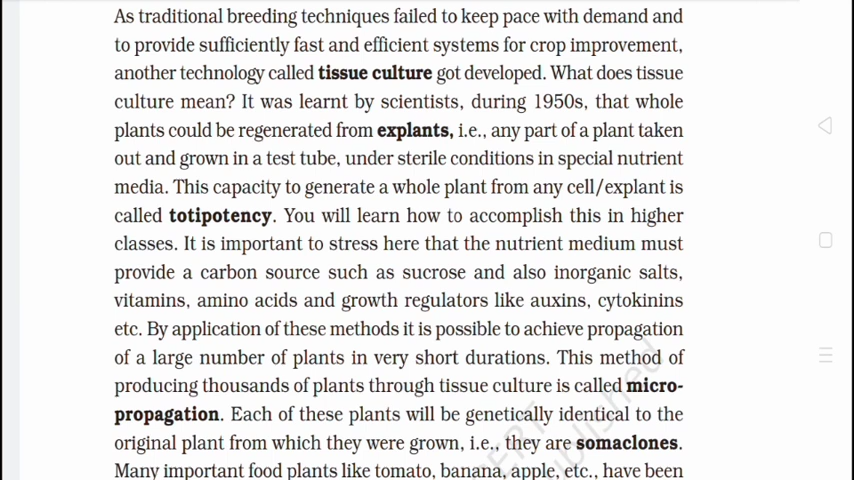 As traditional breeding techniques failed to keep pace with demand and
to provide sufficiently fast and efficient systems for crop improvement,
another technology called tissue culture got developed. What does tissue
culture mean? It was learnt by scientists, during 1950s, that whole
plants could be regenerated from explants, i.e., any part of a plant taken
out and grown in a test tube, under sterile conditions in special nutrient
media. This capacity to generate a whole plant from any cell/explant is
called totipotency. You will learn how to accomplish this in higher
classes. It is important to stress here that the nutrient medium must
provide a carbon source such as sucrose and also inorganic salts,
vitamins, amino acids and growth regulators like auxins, cytokinins
etc. By application of these methods it is possible to achieve propagation
of a large number of plants in very short durations. This method of
producing thousands of plants through tissue culture is called micro-
propagation. Each of these plants will be genetically identical to the
original plant from which they were grown, i.e., they are somaclones.
Many important food plants like tomato, banana, apple, etc., have been